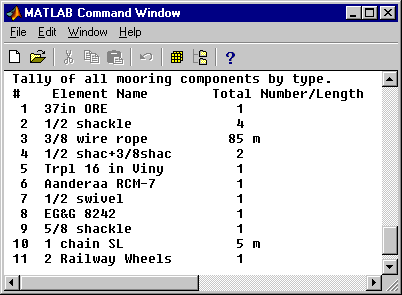 MATLAB Command Window
File Edit Window Help
Tally of all mooring components by type.
# Element Name Total Number/Length
1 37in ORE 1
2 1/2 shackle 4
3 3/8 wire rope 85 m
4 1/2 shac+3/8shac 2
5 Trpl 16 in Viny 1
6 Aanderaa RCM-7 1
7 1/2 swivel 1
8 EG&G 8242 1
9 5/8 shackle 1
10 1 chain SL 5 m
11 2 Railway Wheels 1